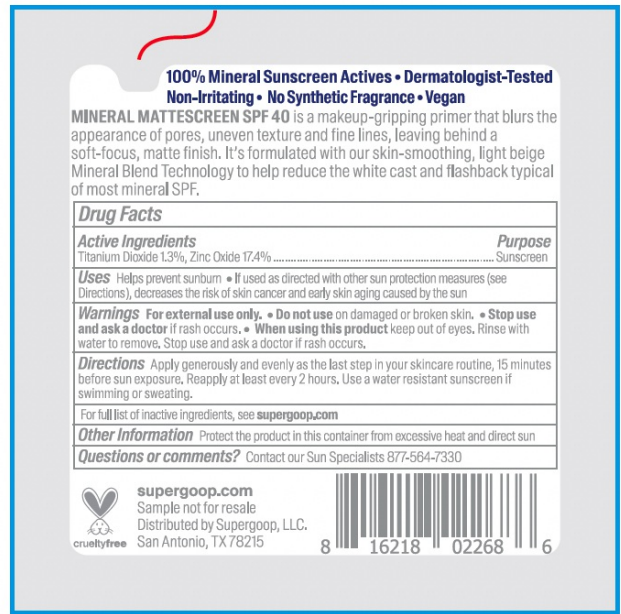 100% Mineral Sunscreen Actives • Dermatologist-Tested
Non-Irritating • No Synthetic Fragrance • Vegan
MINERAL MATTESCREEN SPF 40 is a makeup-gripping primer that blurs the
appearance of pores, uneven texture and fine lines, leaving behind a
soft-focus, matte finish. It's formulated with our skin-smoothing, light beige
Mineral Blend Technology to help reduce the white cast and flashback typical
of most mineral SPF.
Drug Facts
Active Ingredients Purpose
Titanium Dioxide 1.3%, Zinc Oxide 17.4% ........ Sunscreen
Uses Helps prevent sunburn • If used as directed with other sun protection measures (see
Directions), decreases the risk of skin cancer and early skin aging caused by the sun
Warnings For external use only. • Do not use on damaged or broken skin. • Stop use
and ask a doctor if rash occurs. • When using this product keep out of eyes. Rinse with
water to remove. Stop use and ask a doctor if rash occurs.
Directions Apply generously and evenly as the last step in your skincare routine, 15 minutes
before sun exposure. Reapply at least every 2 hours. Use a water resistant sunscreen if
swimming or sweating.
For full list of inactive ingredients, see supergoop.com
Other Information Protect the product in this container from excessive heat and direct sun
Questions or comments? Contact our Sun Specialists 877-564-7330
supergoop.com
Sample not for resale
Distributed by Supergoop, LLC.
San Antonio, TX 78215
crueltyfree
8 16218 02268 6